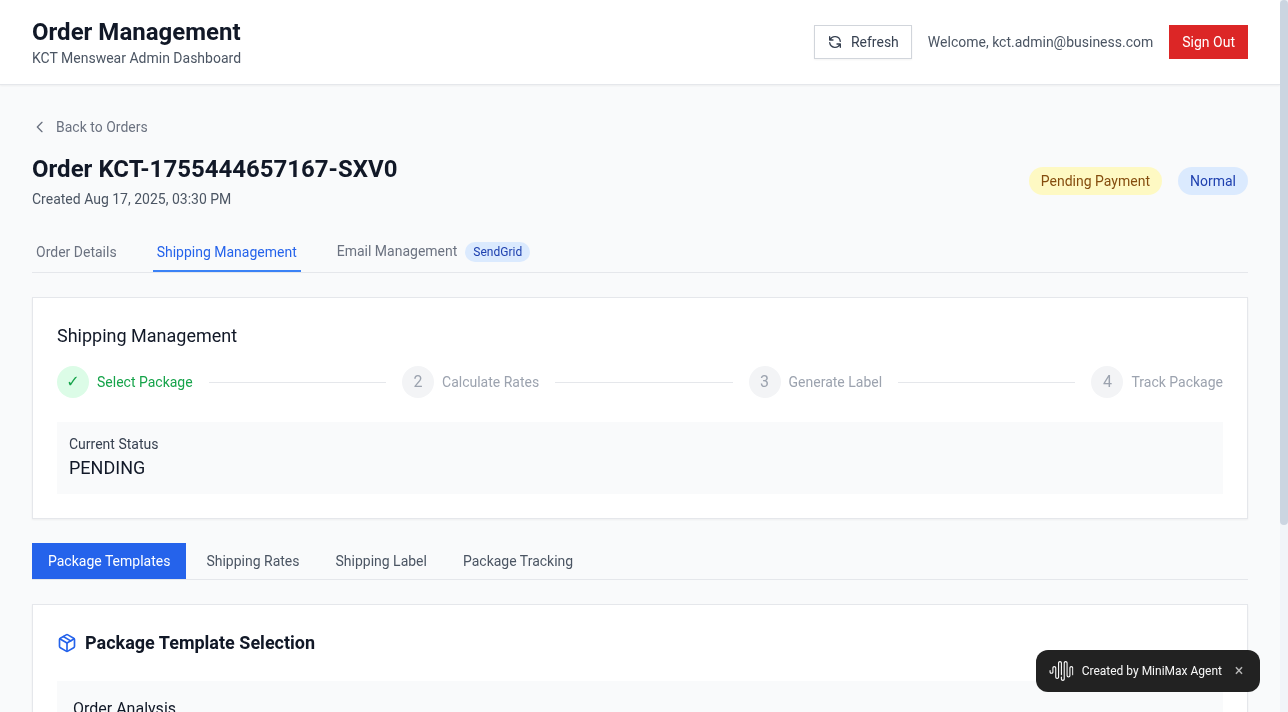 Order Management
KCT Menswear Admin Dashboard
Refresh
Welcome, kct.admin@business.com
Sign Out
Back to Orders
Order KCT-1755444657167-SXV0
Created Aug 17, 2025, 03:30 PM
Pending Payment
Normal
Order Details
Shipping Management
Email Management
SendGrid
Shipping Management
✓ Select Package
2 Calculate Rates
3 Generate Label
4 Track Package
Current Status
PENDING
Package Templates
Shipping Rates
Shipping Label
Package Tracking
Package Template Selection
Order Analysis
Created by MiniMax Agent ×